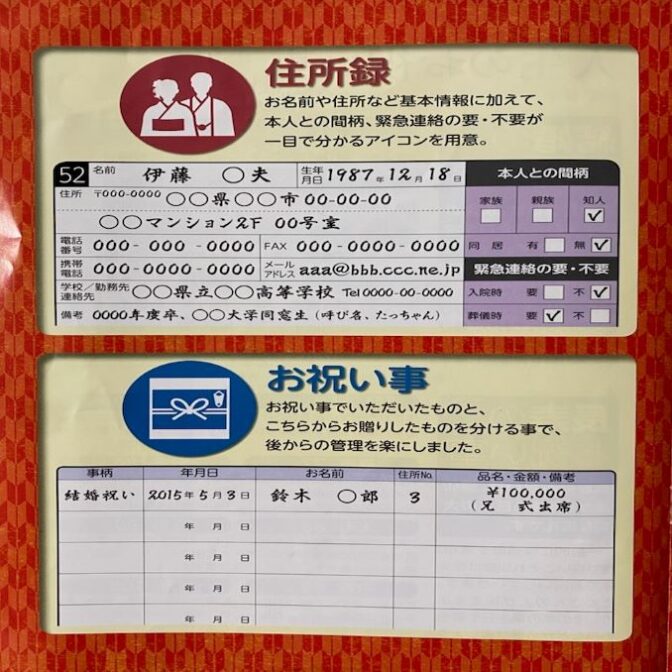 住所録
お名前や住所など基本情報に加えて、
本人との間柄、緊急連絡の要・不要が
一目で分かるアイコンを用意。
52 名前 伊藤 〇夫 生年月日 1987年12月18日 本人との間柄
住所 〒000-0000 〇〇県〇〇市 00-00-00 家族 親族 知人
〇〇マンション2F 00号室
電話番号 000-000-0000 FAX 000-0000-0000 同居 有 無
携帯電話 000-0000-0000 メールアドレス aaa@bbb.ccc.ne.jp 緊急連絡の要・不要
学校/勤務先連絡先 〇〇県立〇〇高等学校 Tel 0000-00-0000 入院時 要 不
備考 0000年度卒、〇〇大学同窓生(呼び名、たっちゃん) 葬儀時 要 不
お祝い事
お祝い事でいただいたものと、
こちらからお贈りしたものを分ける事で、
後からの管理を楽にしました。
事柄 年月日 お名前 住所No. 品名・金額・備考
結婚祝い 2015年5月3日 鈴木 〇郎 3 ¥100,000
(兄 式出席)
年 月 日
年 月 日
年 月 日
年 月 日